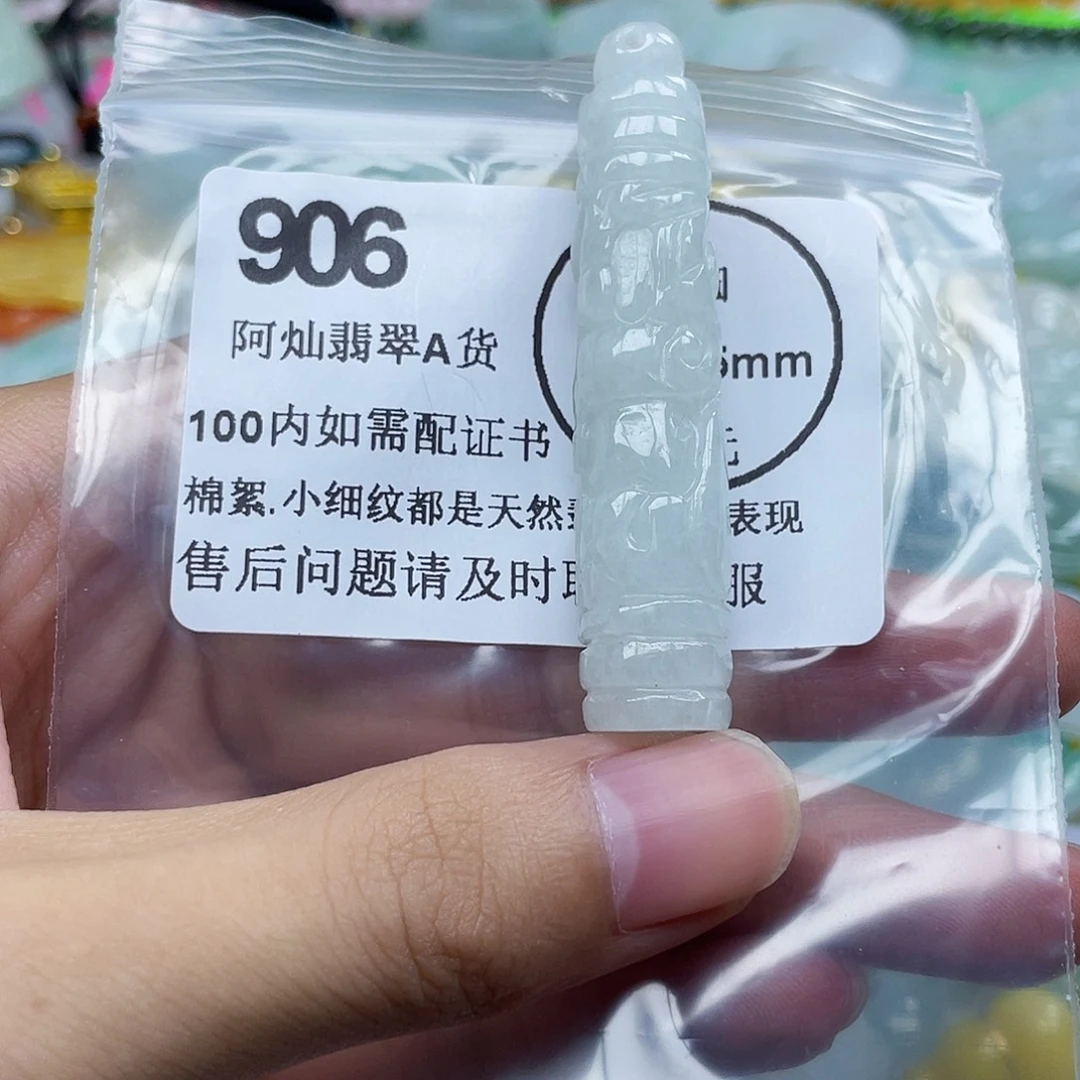 906
阿灿翡翠A货
mm
100内如需配证书
棉絮.小细纹都是天然 表现
售后问题请及时 服